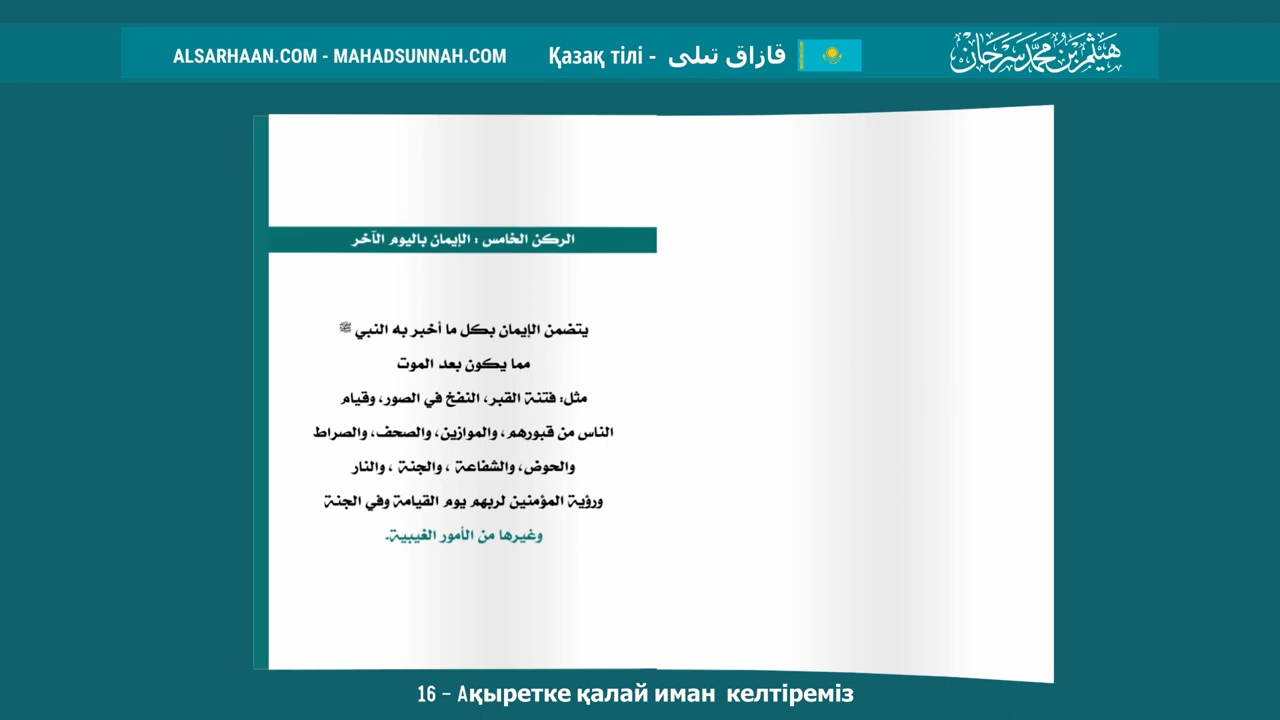 ALSARHAAN.COM - MAHADSUNNAH.COM Қазақ тілі - قازاق تىلى هيثم بن محمد سرحان
الركن الخامس : الإيمان باليوم الآخر
يتضمن الإيمان بكل ما أخبر به النبي ﷺ
مما يكون بعد الموت
مثل: فتنة القبر، النفخ في الصور، وقيام
الناس من قبورهم، والموازين، والصحف، والصراط
والحوض، والشفاعة ، والجنة ، والنار
ورؤية المؤمنين لربهم يوم القيامة وفي الجنة
وغيرها من الأمور الغيبية.
16 – Ақыретке қалай иман келтіреміз